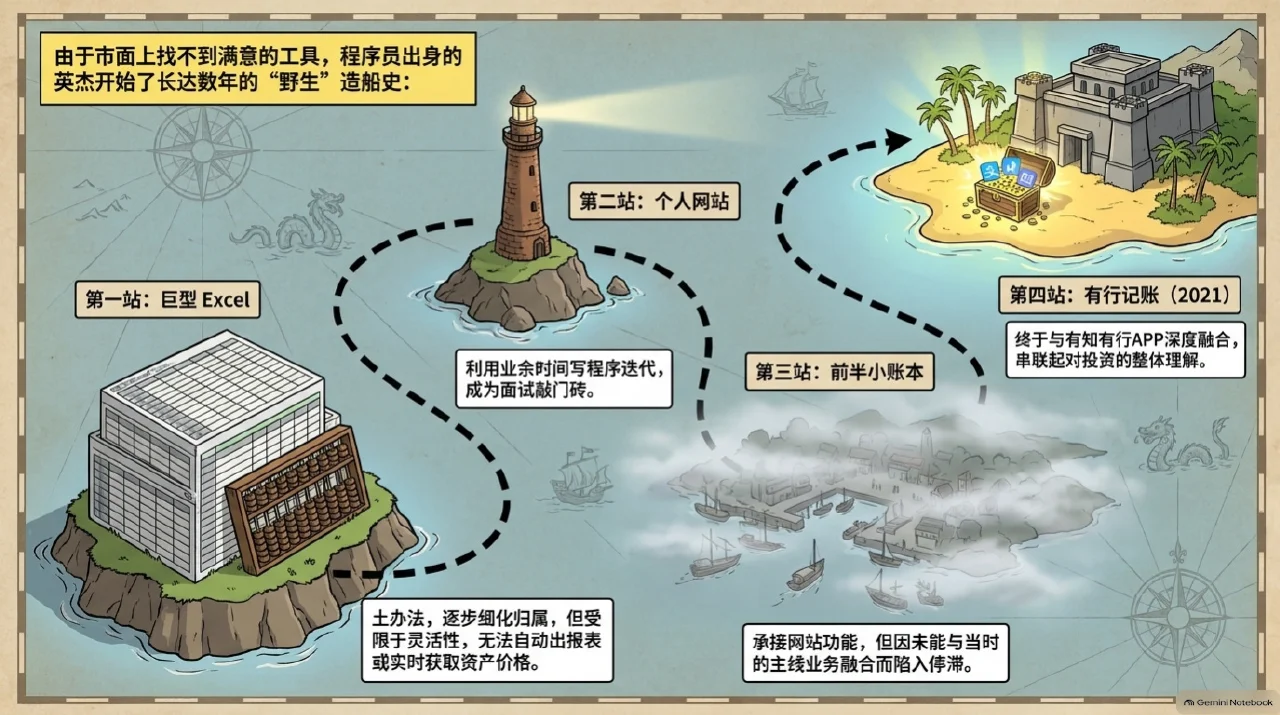 由于市面上找不到满意的工具，程序员出身的
英杰开始了长达数年的“野生”造船史：
第一站：巨型 Excel
土办法，逐步细化归属，但受
限于灵活性，无法自动出报表
或实时获取资产价格。
第二站：个人网站
利用业余时间写程序迭代，
成为面试敲门砖。
第三站：前半小账本
承接网站功能，但因未能与当时
的主线业务融合而陷入停滞。
第四站：有行记账（2021）
终于与有知有行APP深度融合，
串联起对投资的整体理解。
Gemini Notebook